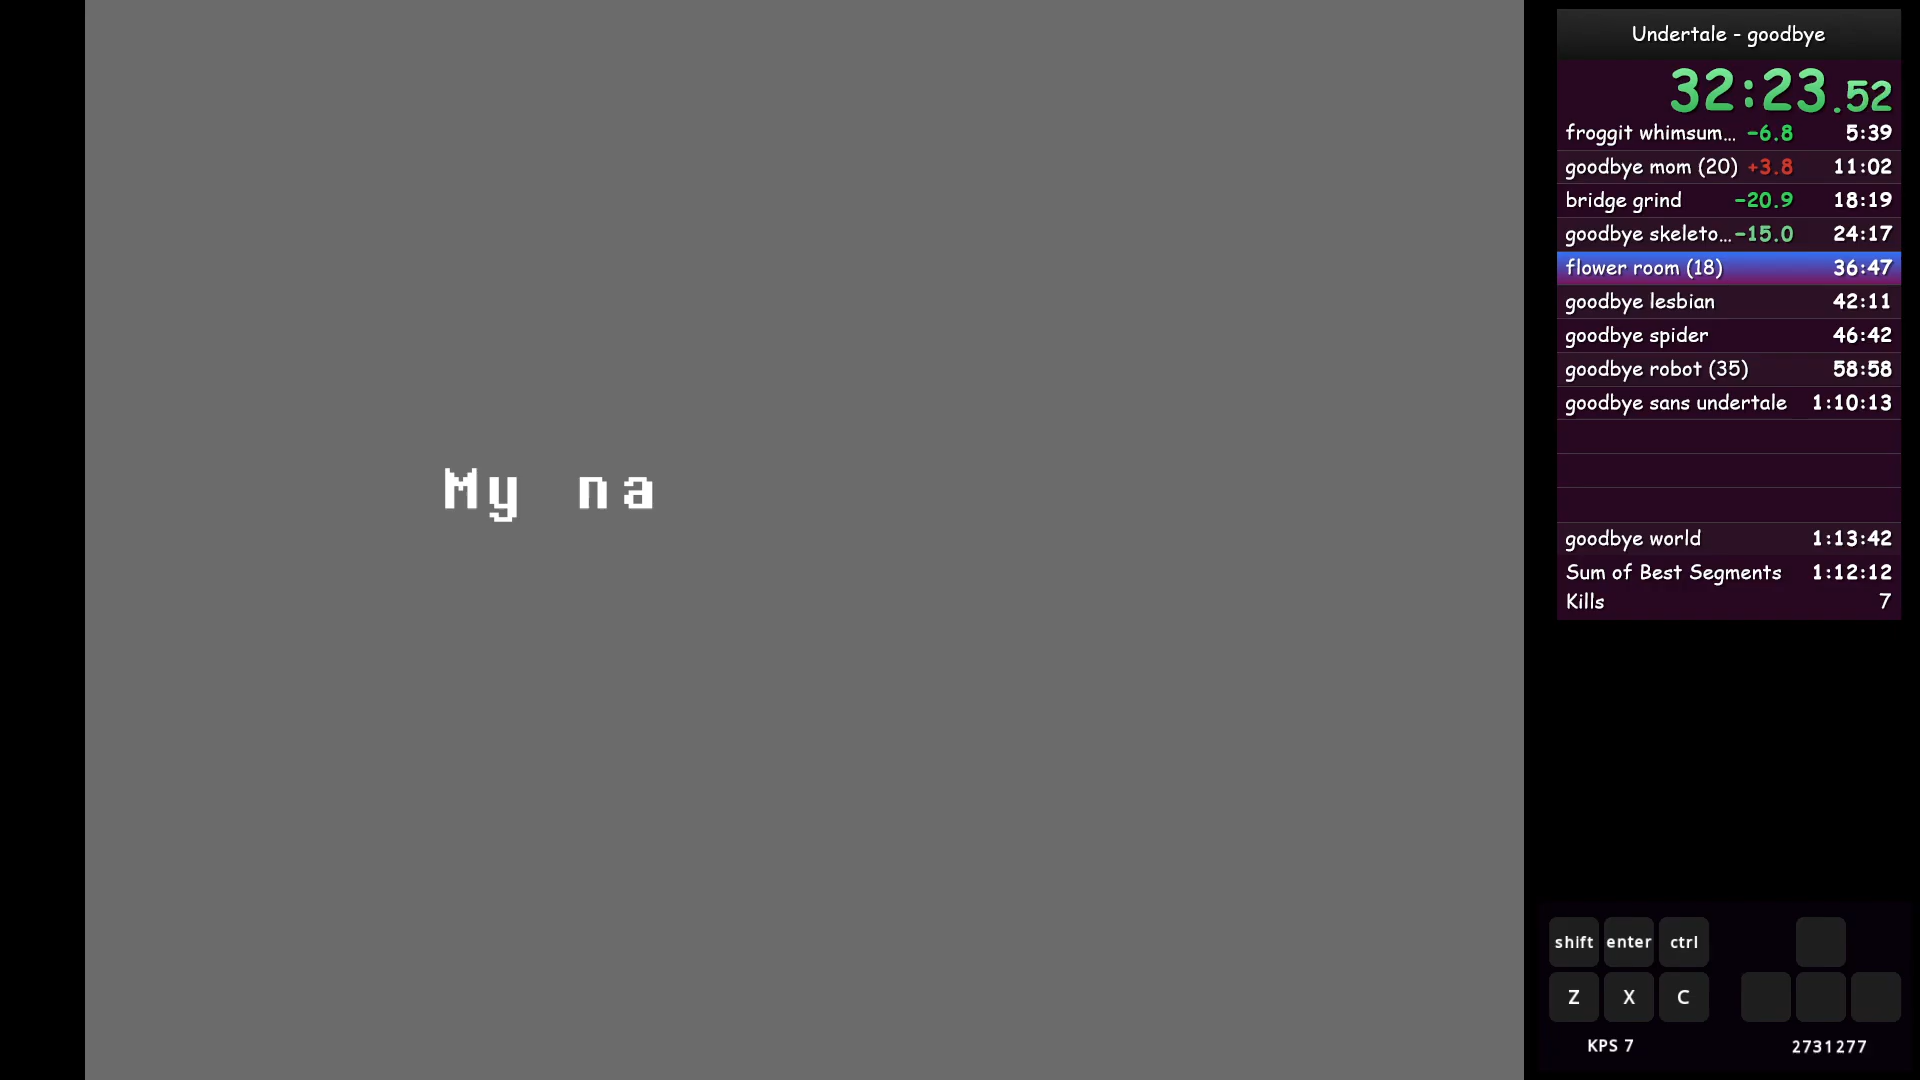 My na
Undertale - goodbye
32:23.52
froggit whimsum... -6.8 5:39
goodbye mom (20) +3.8 11:02
bridge grind -20.9 18:19
goodbye skeleto... -15.0 24:17
flower room (18) 36:47
goodbye lesbian 42:11
goodbye spider 46:42
goodbye robot (35) 58:58
goodbye sans undertale 1:10:13
goodbye world 1:13:42
Sum of Best Segments 1:12:12
Kills 7
shift enter ctrl
Z X C
KPS 7 2731277